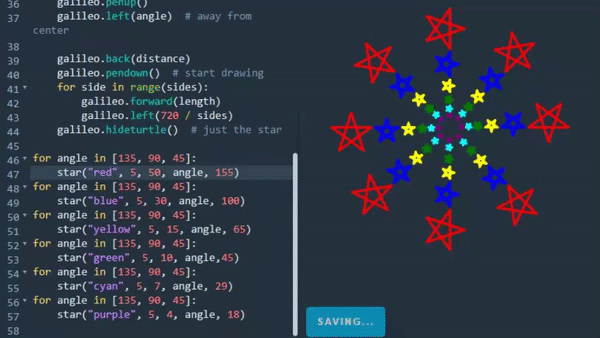 36 galileo.penup()
37 galileo.left(angle)  # away from
center
38
39 galileo.back(distance)
40 galileo.pendown()  # start drawing
41 for side in range(sides):
42 galileo.forward(length)
43 galileo.left(720 / sides)
44 galileo.hideturtle()  # just the star
45
46 for angle in [135, 90, 45]:
47 star("red", 5, 50, angle, 155)
48 for angle in [135, 90, 45]:
49 star("blue", 5, 30, angle, 100)
50 for angle in [135, 90, 45]:
51 star("yellow", 5, 15, angle, 65)
52 for angle in [135, 90, 45]:
53 star("green", 5, 10, angle,45)
54 for angle in [135, 90, 45]:
55 star("cyan", 5, 7, angle, 29)
56 for angle in [135, 90, 45]:
57 star("purple", 5, 4, angle, 18)
58
SAVING...